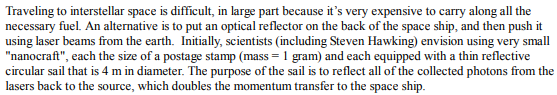 Traveling to interstellar space is difficult, in large part because it’s very expensive to carry along all the
necessary fuel. An alternative is to put an optical reflector on the back of the space ship, and then push it
using laser beams from the earth.  Initially, scientists (including Steven Hawking) envision using very small
"nanocraft", each the size of a postage stamp (mass = 1 gram) and each equipped with a thin reflective
circular sail that is 4 m in diameter. The purpose of the sail is to reflect all of the collected photons from the
lasers back to the source, which doubles the momentum transfer to the space ship.